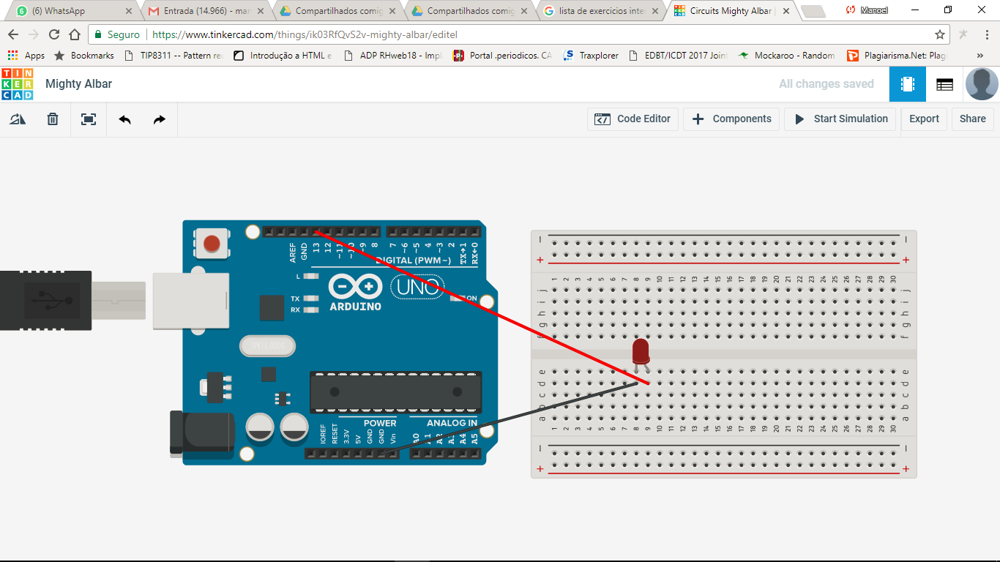 (6) WhatsApp
Entrada (14.966) - mar
Compartilhados comig
Compartilhados comig
lista de exercicios inte
Circuits Mighty Albar |
Manoel
Seguro
https://www.tinkercad.com/things/ik03RfQvS2v-mighty-albar/editel
Apps
Bookmarks
TIP8311 -- Pattern rec
Introdução a HTML e
ADP RHweb18 - Impl
Portal .periodicos. CA
Traxplorer
EDBT/ICDT 2017 Joint
Mockaroo - Random
Plagiarisma.Net: Plag
»
TIN
KER
CAD
Mighty Albar
All changes saved
Code Editor
Components
Start Simulation
Export
Share
AREF
GND
13
12
~11
~10
~9
8
7
~6
~5
4
~3
2
TX→1
RX←0
DIGITAL (PWM~)
L
TX
RX
ARDUINO
UNO
ON
SPK16.000G
POWER
ANALOG IN
IOREF
RESET
3.3V
5V
GND
GND
Vin
A0
A1
A2
A3
A4
A5
− −
+ +
1 2 3 4 5 6 7 8 9 10 11 12 13 14 15 16 17 18 19 20 21 22 23 24 25 26 27 28 29 30
j j
i i
h h
g g
f f
e e
d d
c c
b b
a a
1 2 3 4 5 6 7 8 9 10 11 12 13 14 15 16 17 18 19 20 21 22 23 24 25 26 27 28 29 30
− −
+ +